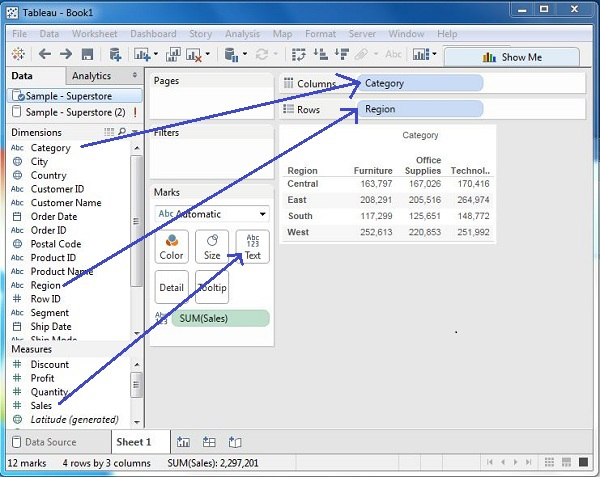 Tableau - Book1
File Data Worksheet Dashboard Story Analysis Map Format Server Window Help
Abc Show Me
Data Analytics
Sample - Superstore
Sample - Superstore (2) !
Dimensions
Abc Category
City
Country
Abc Customer ID
Abc Customer Name
Order Date
Abc Order ID
Postal Code
Abc Product ID
Abc Product Name
Abc Region
# Row ID
Abc Segment
Ship Date
Abc Ship Mode
Measures
# Discount
# Profit
# Quantity
# Sales
Latitude (generated)
Pages
Filters
Marks
Abc Automatic
Color
Size
Abc
123
Text
Detail
Tooltip
Abc
123
SUM(Sales)
Columns Category
Rows Region
Category
Office
Region Furniture Supplies Technol..
Central 163,797 167,026 170,416
East 208,291 205,516 264,974
South 117,299 125,651 148,772
West 252,613 220,853 251,992
Data Source Sheet 1
12 marks 4 rows by 3 columns SUM(Sales): 2,297,201